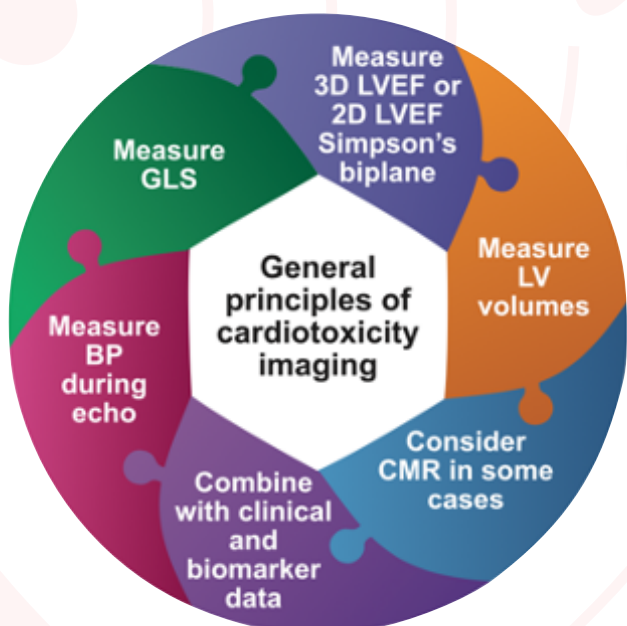 General
principles of
cardiotoxicity
imaging
Measure
3D LVEF or
2D LVEF
Simpson's
biplane
Measure
LV
volumes
Consider
CMR in some
cases
Combine
with clinical
and
biomarker
data
Measure
BP
during
echo
Measure
GLS